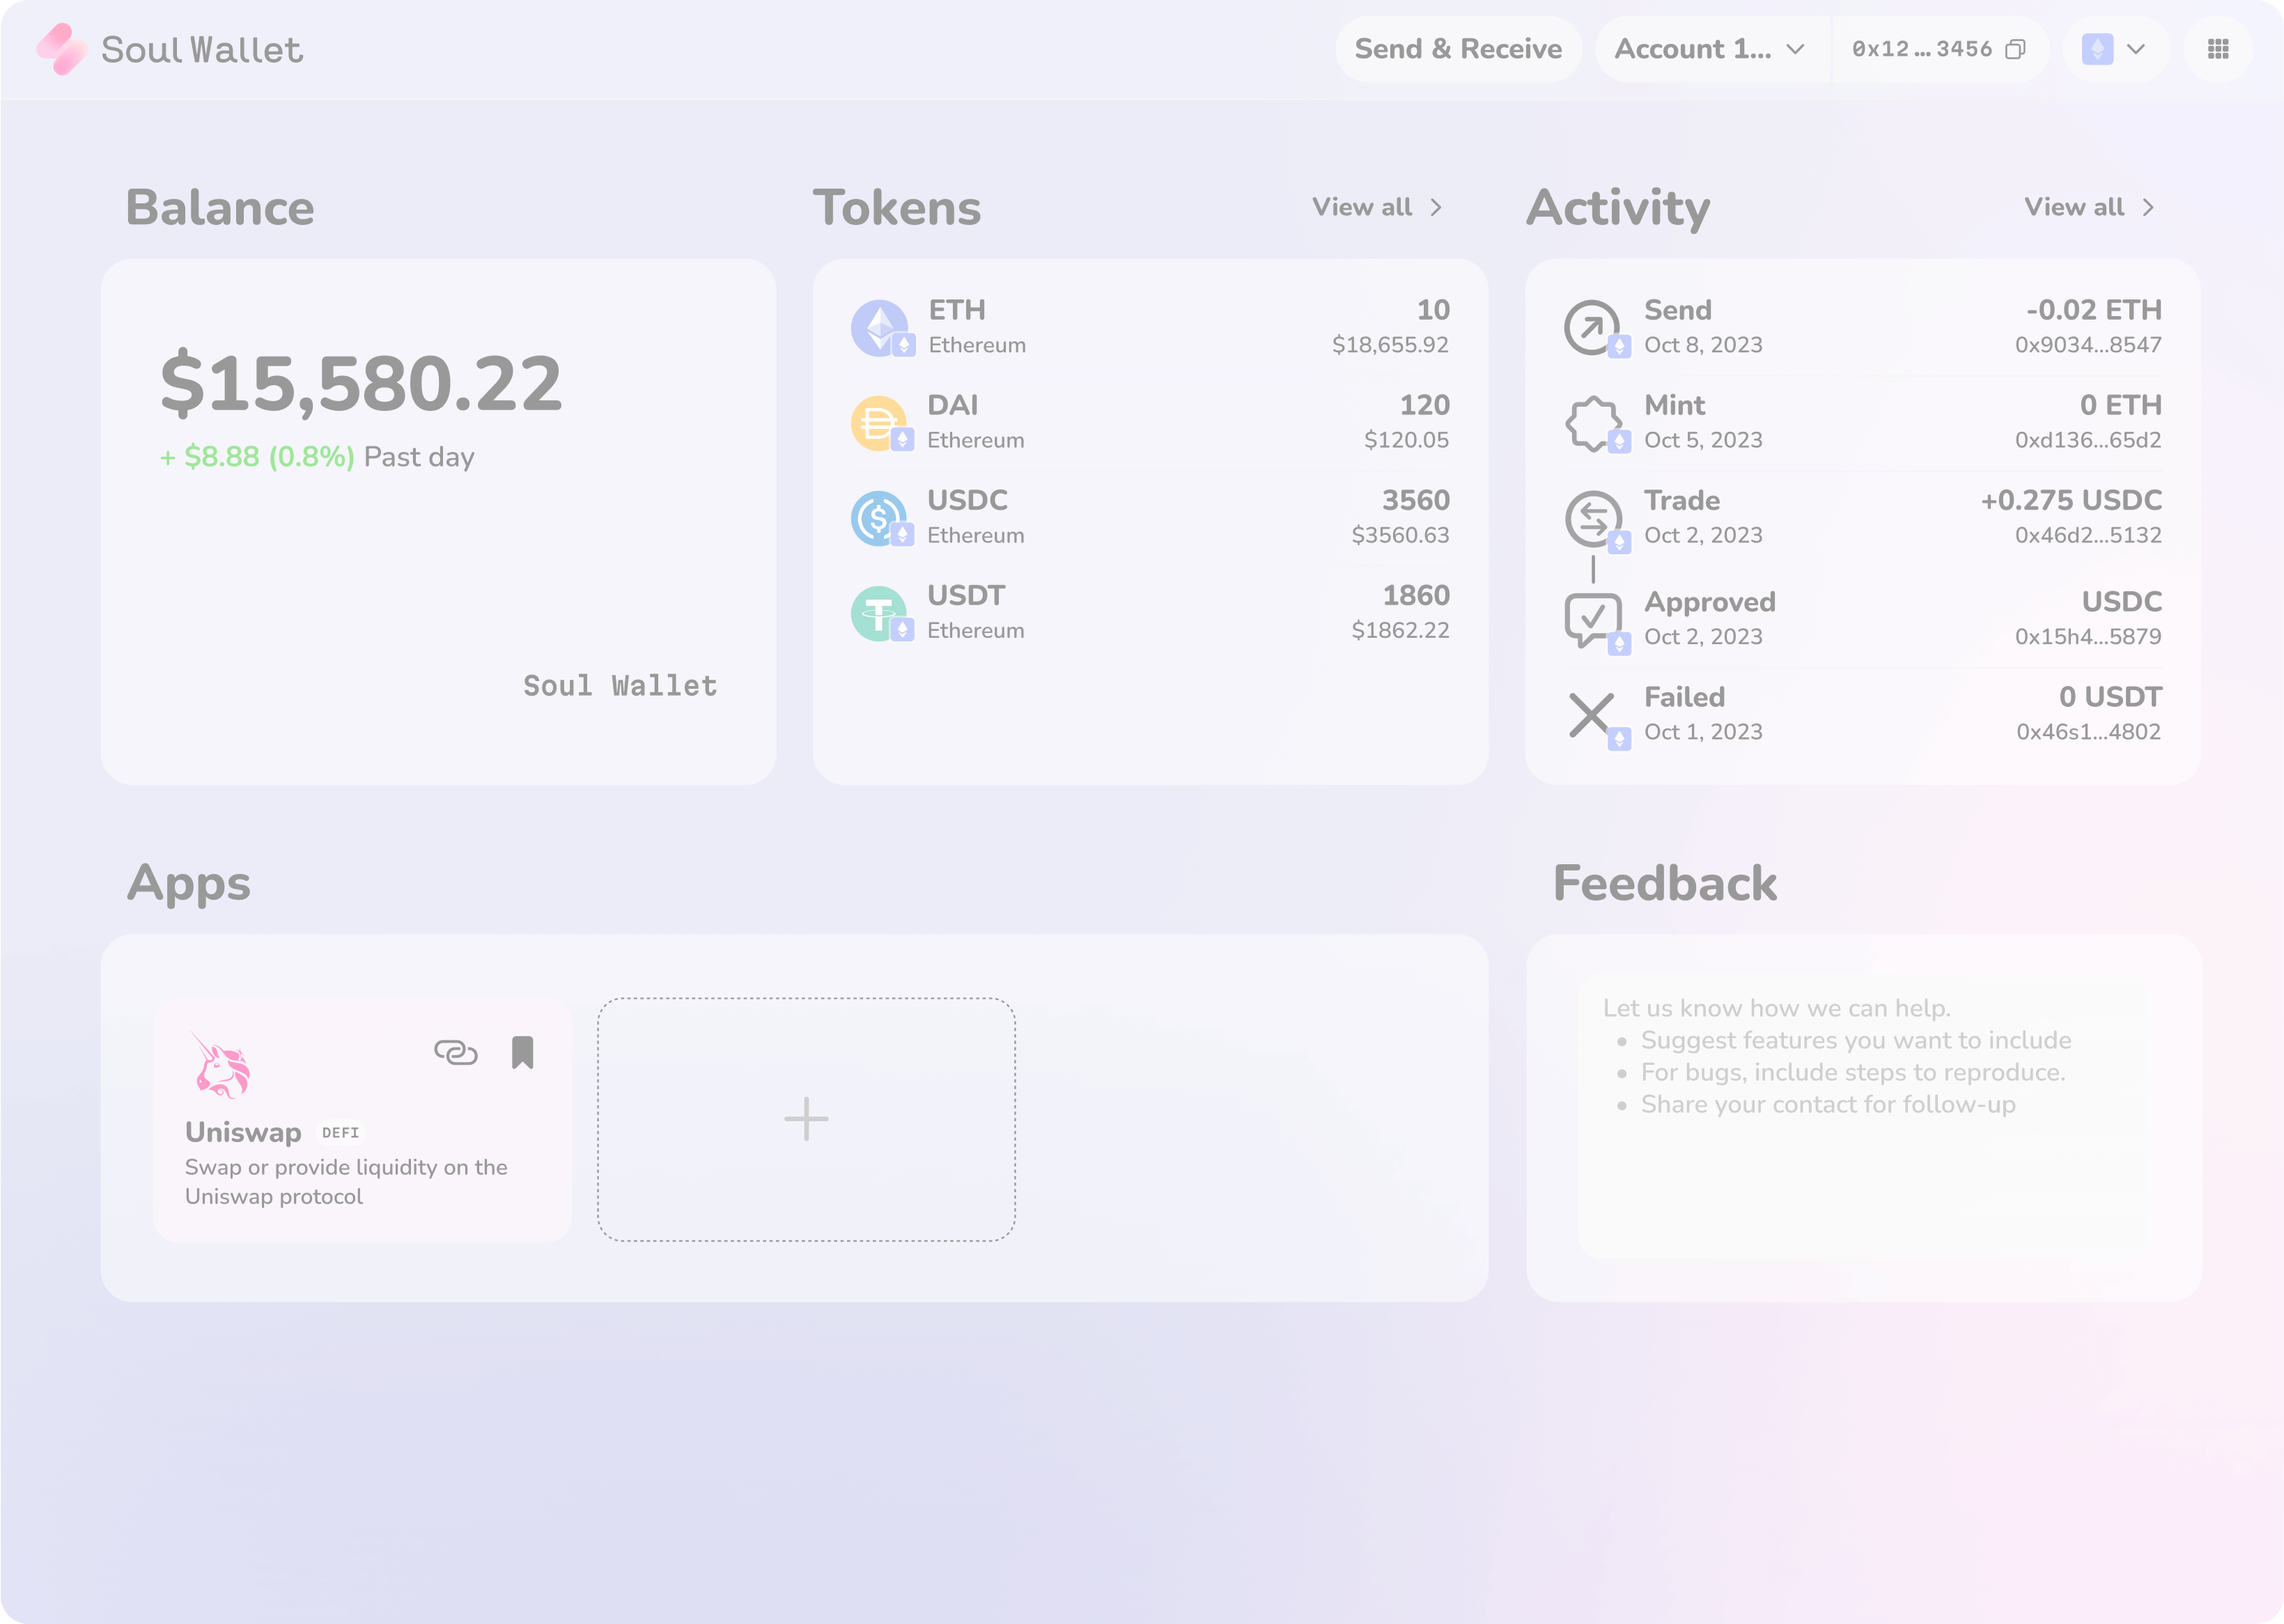 Soul Wallet
Send & Receive
Account 1...
0x12...3456
Balance
$15,580.22
+ $8.88 (0.8%) Past day
Soul Wallet
Tokens
View all
ETH
10
Ethereum
$18,655.92
DAI
120
Ethereum
$120.05
USDC
3560
Ethereum
$3560.63
USDT
1860
Ethereum
$1862.22
Activity
View all
Send
-0.02 ETH
Oct 8, 2023
0x9034...8547
Mint
0 ETH
Oct 5, 2023
0xd136...65d2
Trade
+0.275 USDC
Oct 2, 2023
0x46d2...5132
Approved
USDC
Oct 2, 2023
0x15h4...5879
Failed
0 USDT
Oct 1, 2023
0x46s1...4802
Apps
Uniswap DEFI
Swap or provide liquidity on the
Uniswap protocol
Feedback
Let us know how we can help.
• Suggest features you want to include
• For bugs, include steps to reproduce.
• Share your contact for follow-up